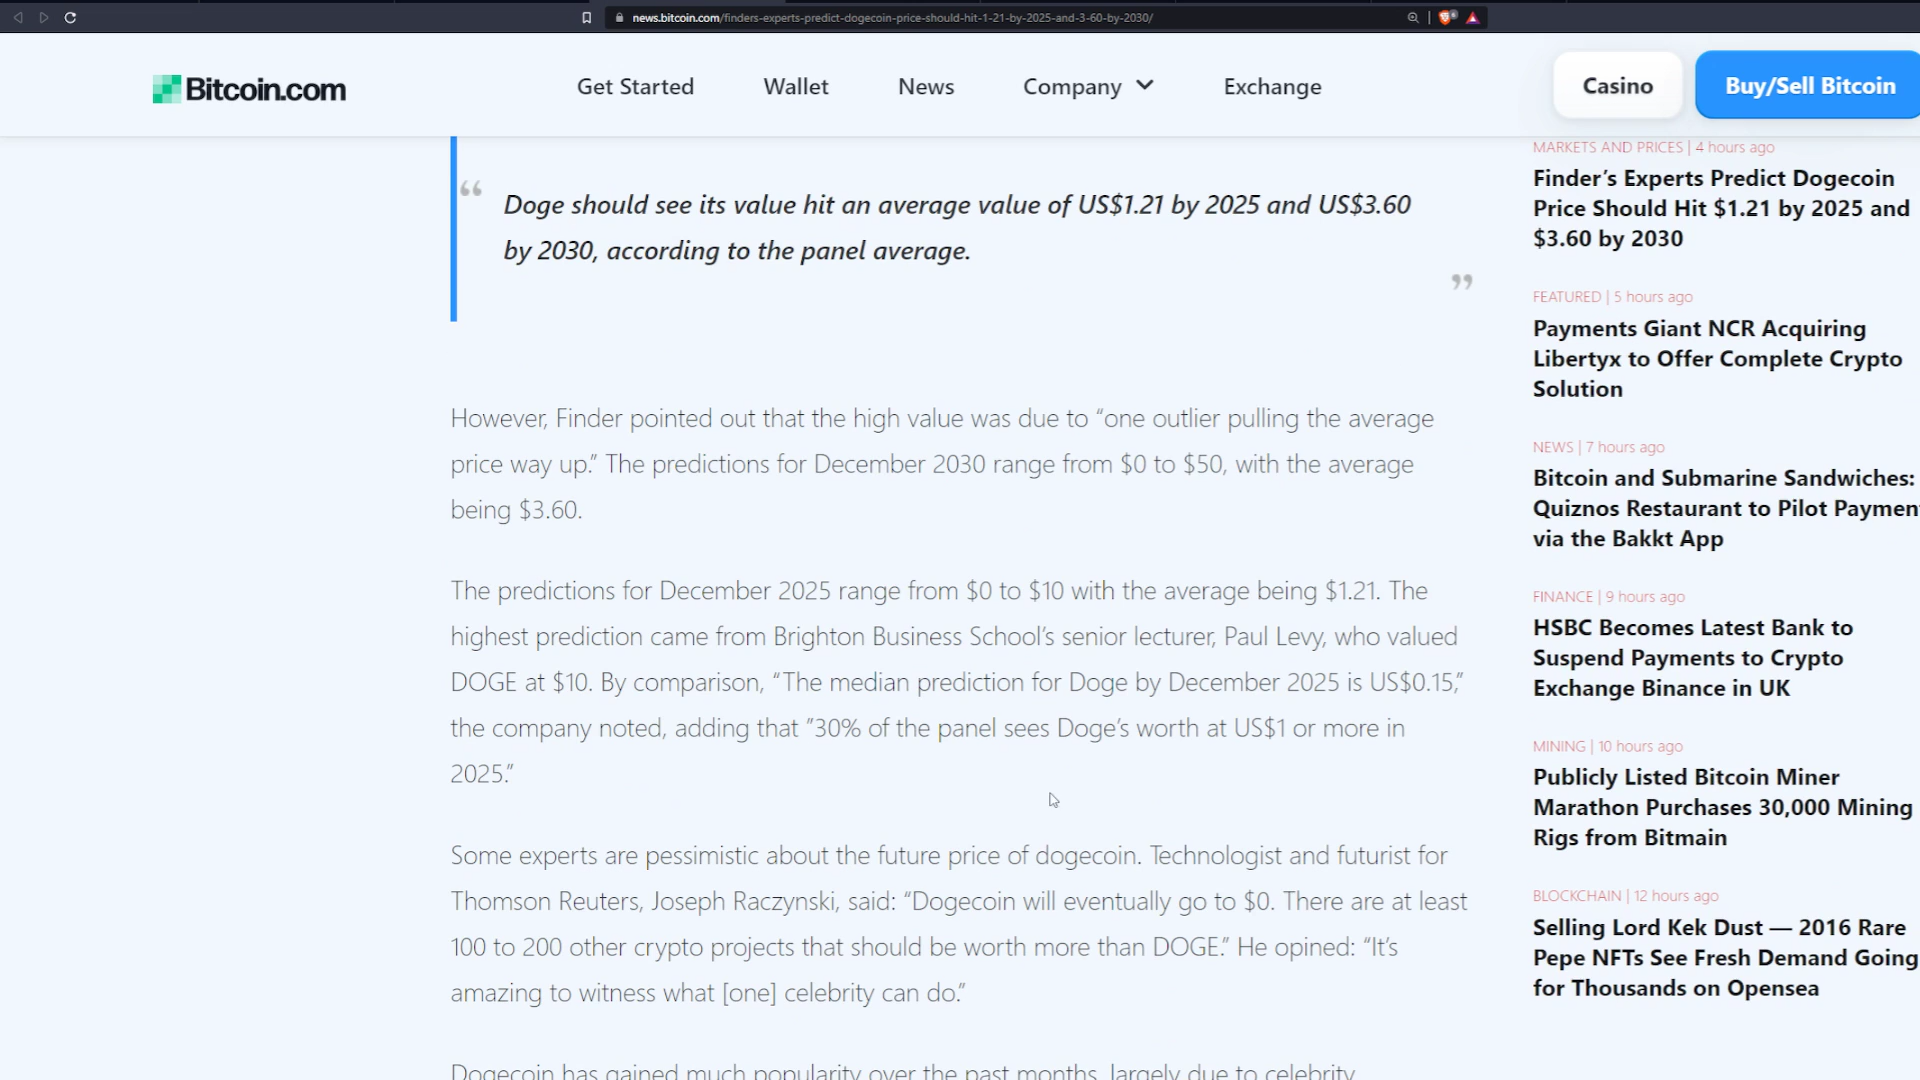 news.bitcoin.com/finders-experts-predict-dogecoin-price-should-hit-1-21-by-2025-and-3-60-by-2030/
Bitcoin.com
Get Started
Wallet
News
Company
Exchange
Casino
Buy/Sell Bitcoin
“
Doge should see its value hit an average value of US$1.21 by 2025 and US$3.60
by 2030, according to the panel average.
”
However, Finder pointed out that the high value was due to “one outlier pulling the average
price way up.” The predictions for December 2030 range from $0 to $50, with the average
being $3.60.
The predictions for December 2025 range from $0 to $10 with the average being $1.21. The
highest prediction came from Brighton Business School’s senior lecturer, Paul Levy, who valued
DOGE at $10. By comparison, “The median prediction for Doge by December 2025 is US$0.15,”
the company noted, adding that ”30% of the panel sees Doge’s worth at US$1 or more in
2025.”
Some experts are pessimistic about the future price of dogecoin. Technologist and futurist for
Thomson Reuters, Joseph Raczynski, said: “Dogecoin will eventually go to $0. There are at least
100 to 200 other crypto projects that should be worth more than DOGE.” He opined: “It’s
amazing to witness what [one] celebrity can do.”
Dogecoin has gained much popularity over the past months, largely due to celebrity
MARKETS AND PRICES | 4 hours ago
Finder’s Experts Predict Dogecoin
Price Should Hit $1.21 by 2025 and
$3.60 by 2030
FEATURED | 5 hours ago
Payments Giant NCR Acquiring
Libertyx to Offer Complete Crypto
Solution
NEWS | 7 hours ago
Bitcoin and Submarine Sandwiches:
Quiznos Restaurant to Pilot Paymen
via the Bakkt App
FINANCE | 9 hours ago
HSBC Becomes Latest Bank to
Suspend Payments to Crypto
Exchange Binance in UK
MINING | 10 hours ago
Publicly Listed Bitcoin Miner
Marathon Purchases 30,000 Mining
Rigs from Bitmain
BLOCKCHAIN | 12 hours ago
Selling Lord Kek Dust — 2016 Rare
Pepe NFTs See Fresh Demand Going
for Thousands on Opensea